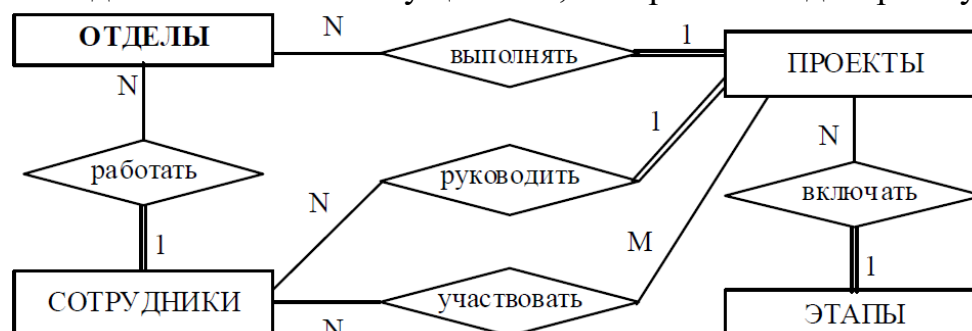 ОТДЕЛЫ
N
выполнять
1
ПРОЕКТЫ
N
работать
1
1
руководить
N
N
включать
1
M
СОТРУДНИКИ
N
участвовать
ЭТАПЫ